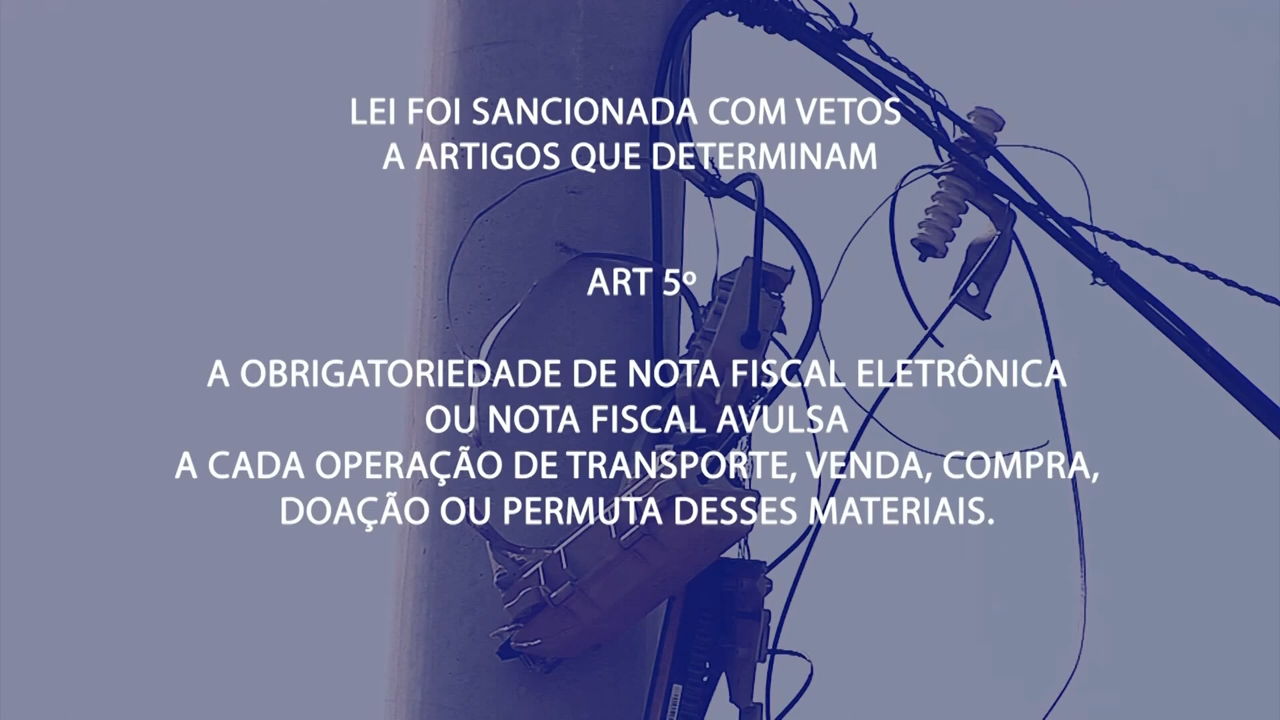 LEI FOI SANCIONADA COM VETOS
A ARTIGOS QUE DETERMINAM
ART 5º
A OBRIGATORIEDADE DE NOTA FISCAL ELETRÔNICA
OU NOTA FISCAL AVULSA
A CADA OPERAÇÃO DE TRANSPORTE, VENDA, COMPRA,
DOAÇÃO OU PERMUTA DESSES MATERIAIS.